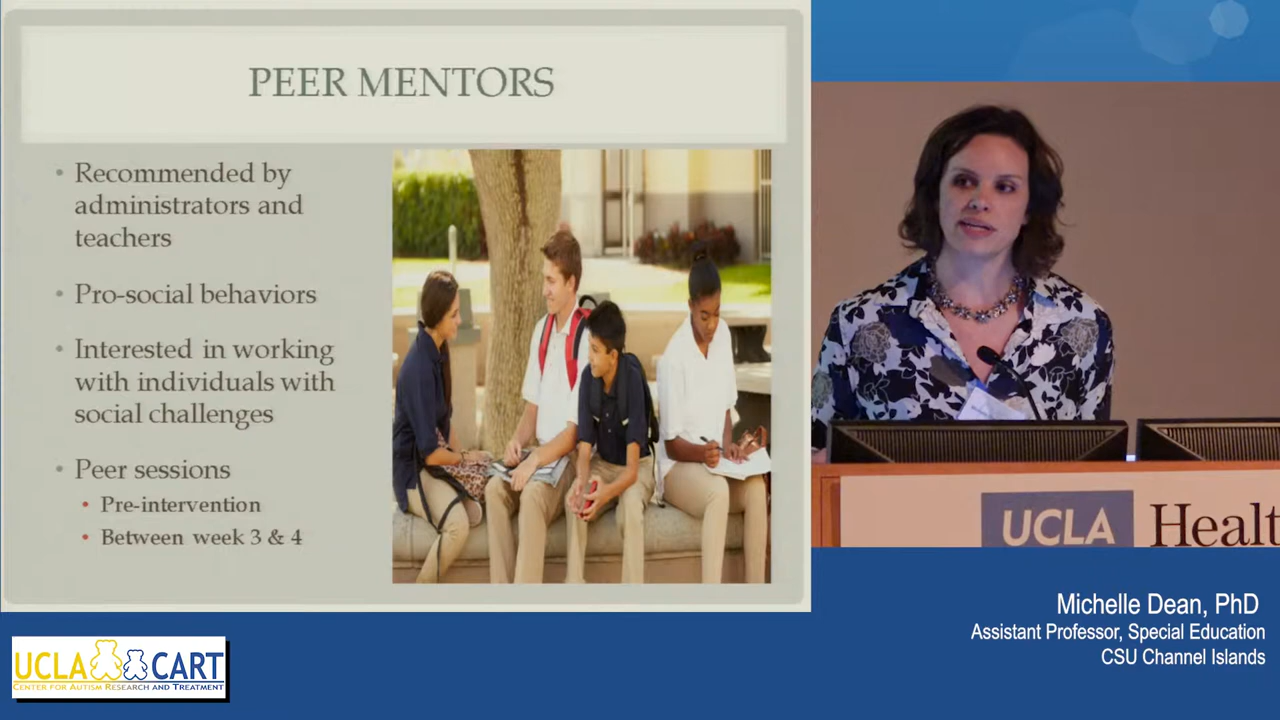 PEER MENTORS
• Recommended by
administrators and
teachers
• Pro-social behaviors
• Interested in working
with individuals with
social challenges
• Peer sessions
• Pre-intervention
• Between week 3 & 4
UCLA Healt
Michelle Dean, PhD
Assistant Professor, Special Education
CSU Channel Islands
UCLA CART
CENTER FOR AUTISM RESEARCH AND TREATMENT